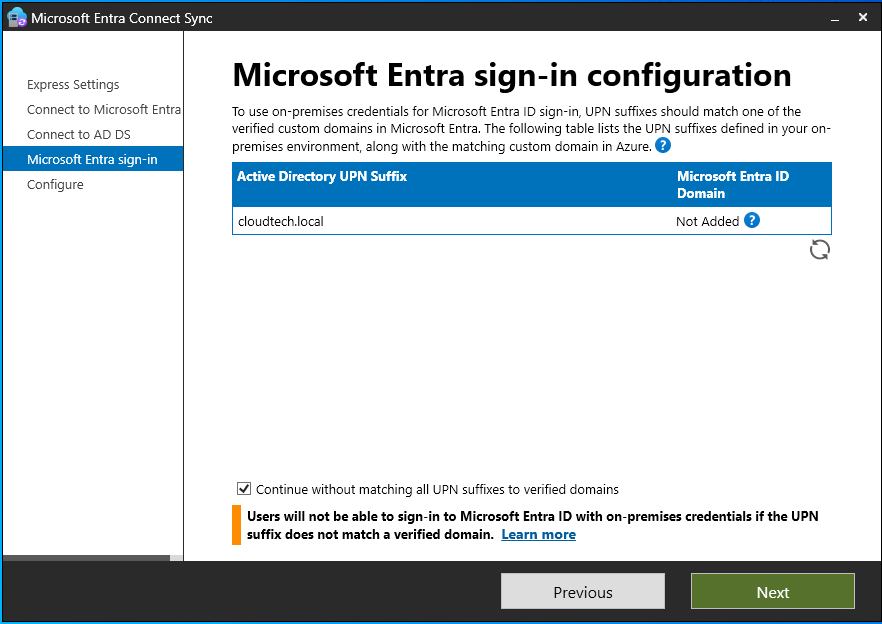 Microsoft Entra Connect Sync
Express Settings
Connect to Microsoft Entra
Connect to AD DS
Microsoft Entra sign-in
Configure
Microsoft Entra sign-in configuration
To use on-premises credentials for Microsoft Entra ID sign-in, UPN suffixes should match one of the
verified custom domains in Microsoft Entra. The following table lists the UPN suffixes defined in your on-
premises environment, along with the matching custom domain in Azure. ?
Active Directory UPN Suffix
Microsoft Entra ID
Domain
cloudtech.local
Not Added ?
Continue without matching all UPN suffixes to verified domains
Users will not be able to sign-in to Microsoft Entra ID with on-premises credentials if the UPN
suffix does not match a verified domain. Learn more
Previous
Next